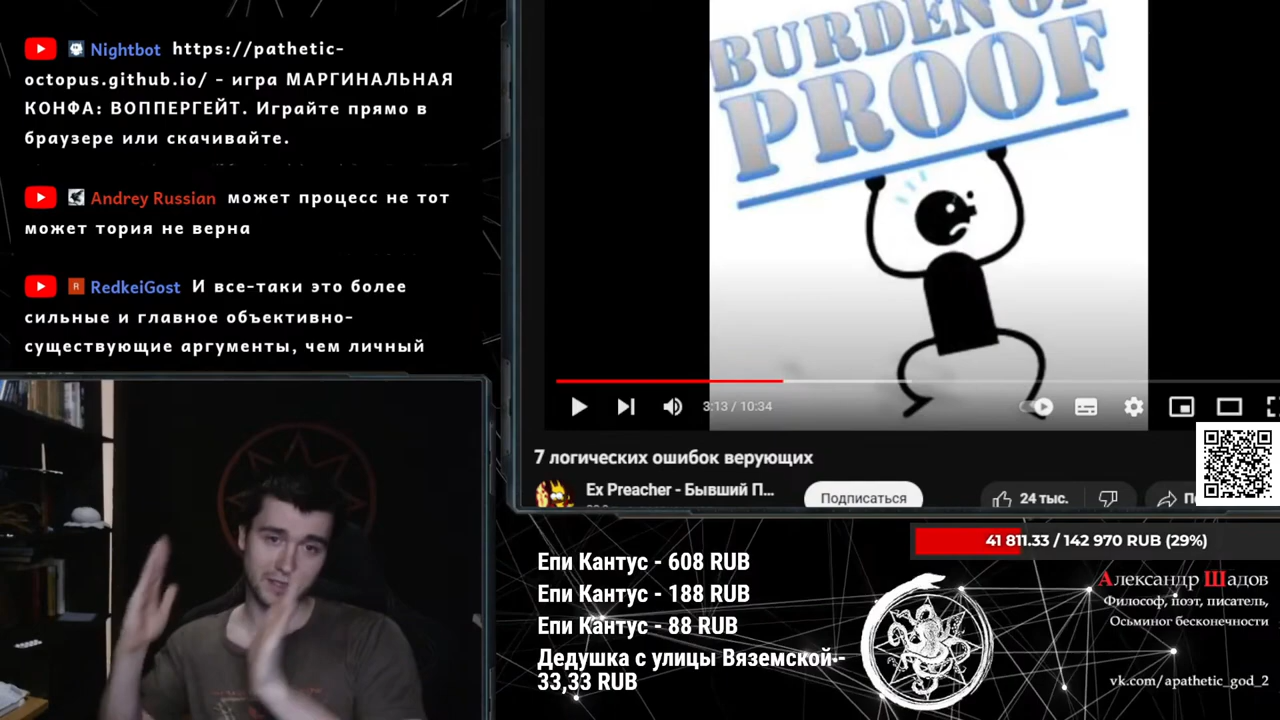 Nightbot https://pathetic-
octopus.github.io/ - игра МАРГИНАЛЬНАЯ
КОНФА: ВОППЕРГЕЙТ. Играйте прямо в
браузере или скачивайте.
Andrey Russian может процесс не тот
может тория не верна
R RedkeiGost И все-таки это более
сильные и главное объективно-
существующие аргументы, чем личный
BURDEN OF
PROOF
3:13 / 10:34
7 логических ошибок верующих
Ex Preacher - Бывший П...
Подписаться
24 тыс.
41 811.33 / 142 970 RUB (29%)
Епи Кантус - 608 RUB
Епи Кантус - 188 RUB
Епи Кантус - 88 RUB
Дедушка с улицы Вяземской--
33,33 RUB
Александр Шадов
Философ, поэт, писатель,
Осьминог бесконечности
vk.com/apathetic_god_2